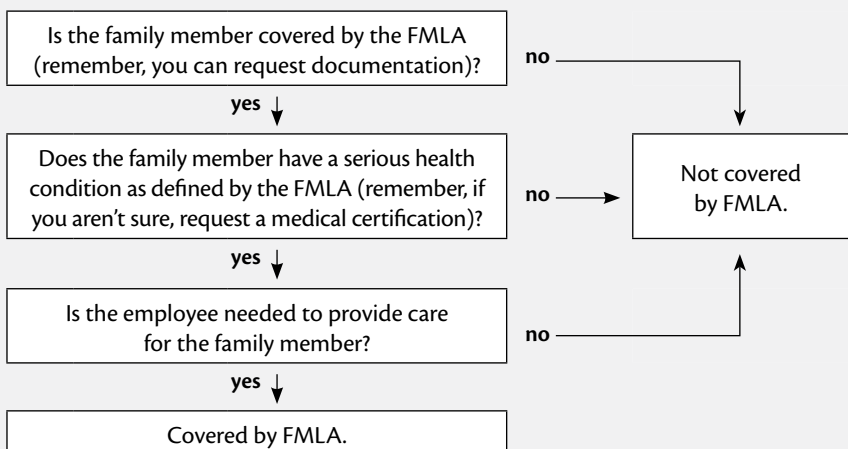 Is the family member covered by the FMLA
(remember, you can request documentation)?
no
yes
Does the family member have a serious health
condition as defined by the FMLA (remember, if
you aren't sure, request a medical certification)?
no
Not covered
by FMLA.
yes
Is the employee needed to provide care
for the family member?
no
yes
Covered by FMLA.